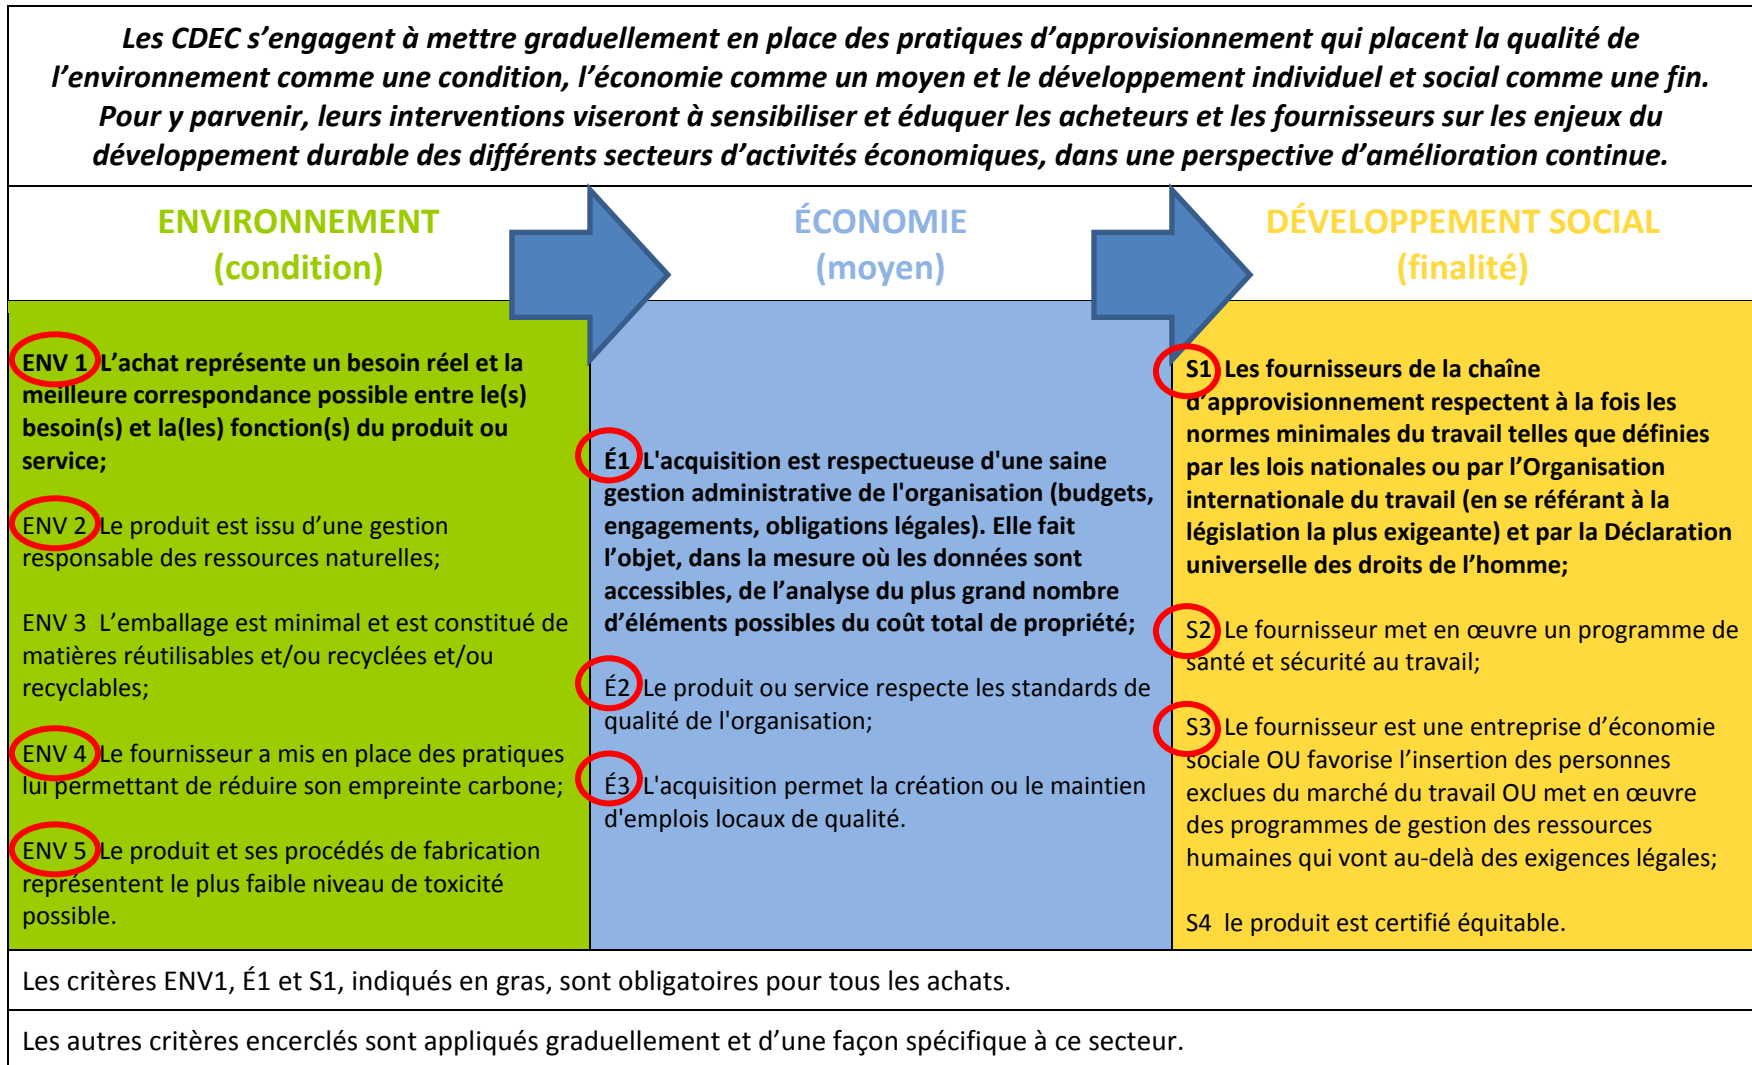 Les CDEC s’engagent à mettre graduellement en place des pratiques d’approvisionnement qui placent la qualité de
l’environnement comme une condition, l’économie comme un moyen et le développement individuel et social comme une fin.
Pour y parvenir, leurs interventions viseront à sensibiliser et éduquer les acheteurs et les fournisseurs sur les enjeux du
développement durable des différents secteurs d’activités économiques, dans une perspective d’amélioration continue.
ENVIRONNEMENT
(condition)
ÉCONOMIE
(moyen)
DÉVELOPPEMENT SOCIAL
(finalité)
ENV 1 L’achat représente un besoin réel et la
meilleure correspondance possible entre le(s)
besoin(s) et la(les) fonction(s) du produit ou
service;
ENV 2 Le produit est issu d’une gestion
responsable des ressources naturelles;
ENV 3 L’emballage est minimal et est constitué de
matières réutilisables et/ou recyclées et/ou
recyclables;
ENV 4 Le fournisseur a mis en place des pratiques
lui permettant de réduire son empreinte carbone;
ENV 5 Le produit et ses procédés de fabrication
représentent le plus faible niveau de toxicité
possible.
É1 L'acquisition est respectueuse d'une saine
gestion administrative de l'organisation (budgets,
engagements, obligations légales). Elle fait
l’objet, dans la mesure où les données sont
accessibles, de l’analyse du plus grand nombre
d’éléments possibles du coût total de propriété;
É2 Le produit ou service respecte les standards de
qualité de l'organisation;
É3 L'acquisition permet la création ou le maintien
d'emplois locaux de qualité.
S1 Les fournisseurs de la chaîne
d’approvisionnement respectent à la fois les
normes minimales du travail telles que définies
par les lois nationales ou par l’Organisation
internationale du travail (en se référant à la
législation la plus exigeante) et par la Déclaration
universelle des droits de l’homme;
S2 Le fournisseur met en œuvre un programme de
santé et sécurité au travail;
S3 Le fournisseur est une entreprise d’économie
sociale OU favorise l’insertion des personnes
exclues du marché du travail OU met en œuvre
des programmes de gestion des ressources
humaines qui vont au-delà des exigences légales;
S4 le produit est certifié équitable.
Les critères ENV1, É1 et S1, indiqués en gras, sont obligatoires pour tous les achats.
Les autres critères encerclés sont appliqués graduellement et d’une façon spécifique à ce secteur.